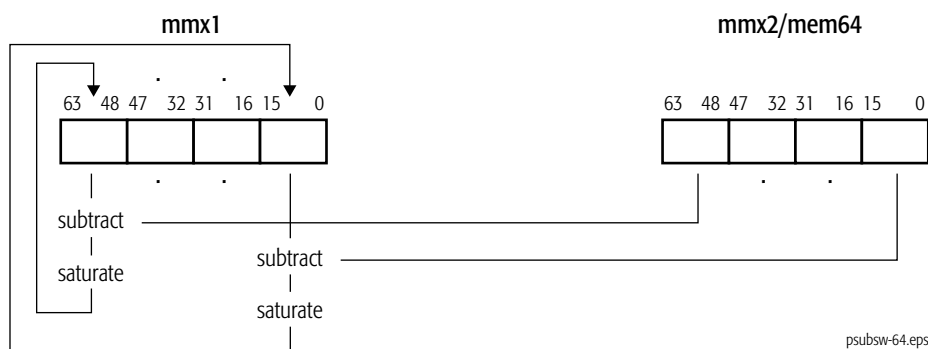 mmx1 mmx2/mem64
63 48 47 32 31 16 15 0 63 48 47 32 31 16 15 0
subtract
subtract
saturate
saturate
psubsw-64.eps